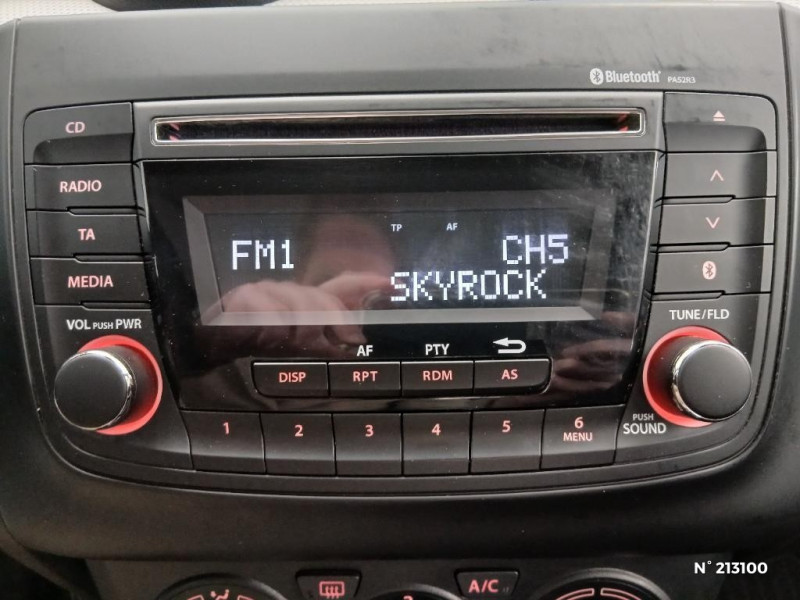 Bluetooth® PA52R3
CD
RADIO
TA
MEDIA
VOL PUSH PWR
TP AF
FM1 CH5
SKYROCK
TUNE/FLD
AF PTY
DISP RPT RDM AS
1 2 3 4 5 6
MENU
PUSH
SOUND
A/C
N° 213100